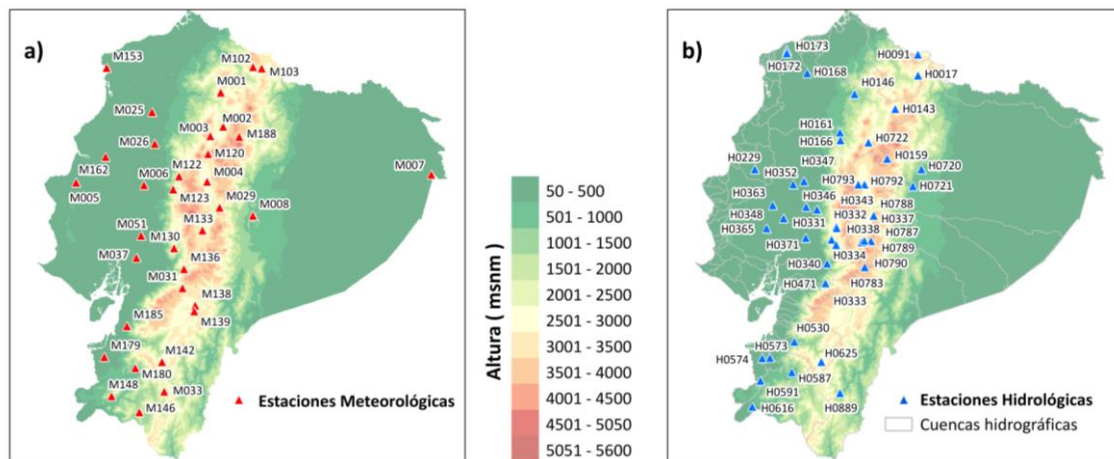 a)
M153
M102
M103
M001
M025
M002
M003
M188
M026
M120
M162
M122
M007
M006
M004
M005
M123
M029
M008
M133
M051
M130
M037
M136
M031
M138
M185
M139
M179
M142
M180
M148
M033
M146
Estaciones Meteorológicas
Altura ( msnm)
50 - 500
501 - 1000
1001 - 1500
1501 - 2000
2001 - 2500
2501 - 3000
3001 - 3500
3501 - 4000
4001 - 4500
4501 - 5050
5051 - 5600
b)
H0173
H0091
H0172
H0168
H0017
H0146
H0143
H0161
H0166
H0722
H0347
H0159
H0229
H0720
H0352
H0793
H0792
H0721
H0363
H0346
H0343
H0788
H0348
H0331
H0332
H0337
H0365
H0338
H0787
H0371
H0334
H0789
H0340
H0790
H0471
H0783
H0333
H0530
H0573
H0574
H0625
H0587
H0591
H0616
H0889
Estaciones Hidrológicas
Cuencas hidrográficas